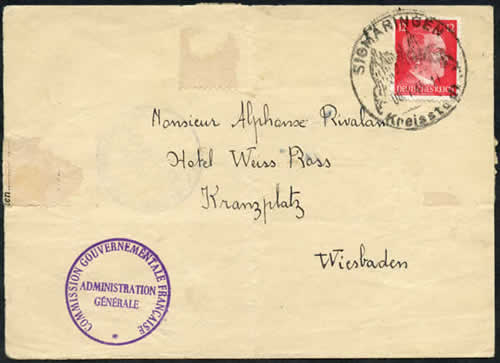 SIGMARINGEN
Kreisstadt
12
DEUTSCHES REICH
Monsieur Alphonse Rivalan
Hotel Weiss Ross
Kranzplatz
Wiesbaden
COMMISSION GOUVERNEMENTALE FRANÇAISE
ADMINISTRATION
GÉNÉRALE
*